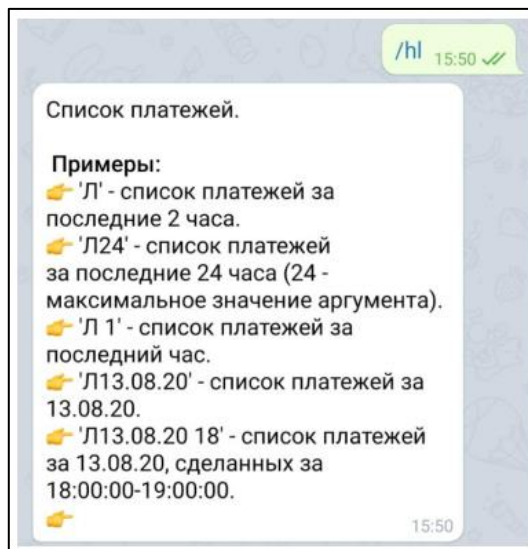 /hl 15:50
Список платежей.
Примеры:
👉 'Л' - список платежей за
последние 2 часа.
👉 'Л24' - список платежей
за последние 24 часа (24 -
максимальное значение аргумента).
👉 'Л 1' - список платежей за
последний час.
👉 'Л13.08.20' - список платежей за
13.08.20.
👉 'Л13.08.20 18' - список платежей
за 13.08.20, сделанных за
18:00:00-19:00:00.
👉
15:50